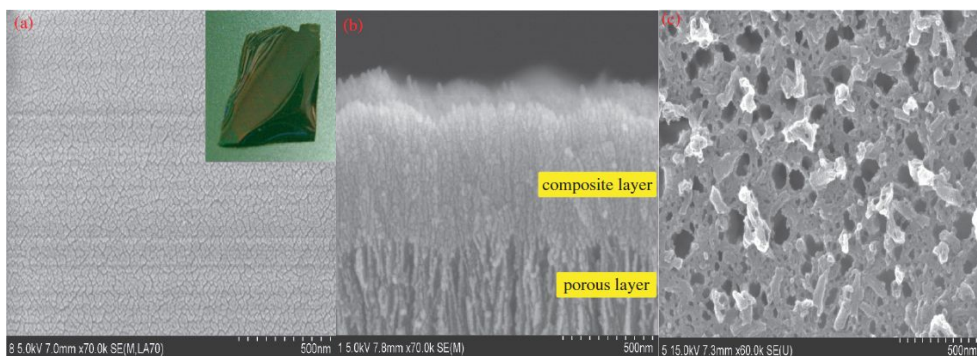 (a)
(b)
(c)
composite layer
porous layer
8 5.0kV 7.0mm x70.0k SE(M,LA70)
500nm
1 5.0kV 7.8mm x70.0k SE(M)
500nm
5 15.0kV 7.3mm x60.0k SE(U)
500nm